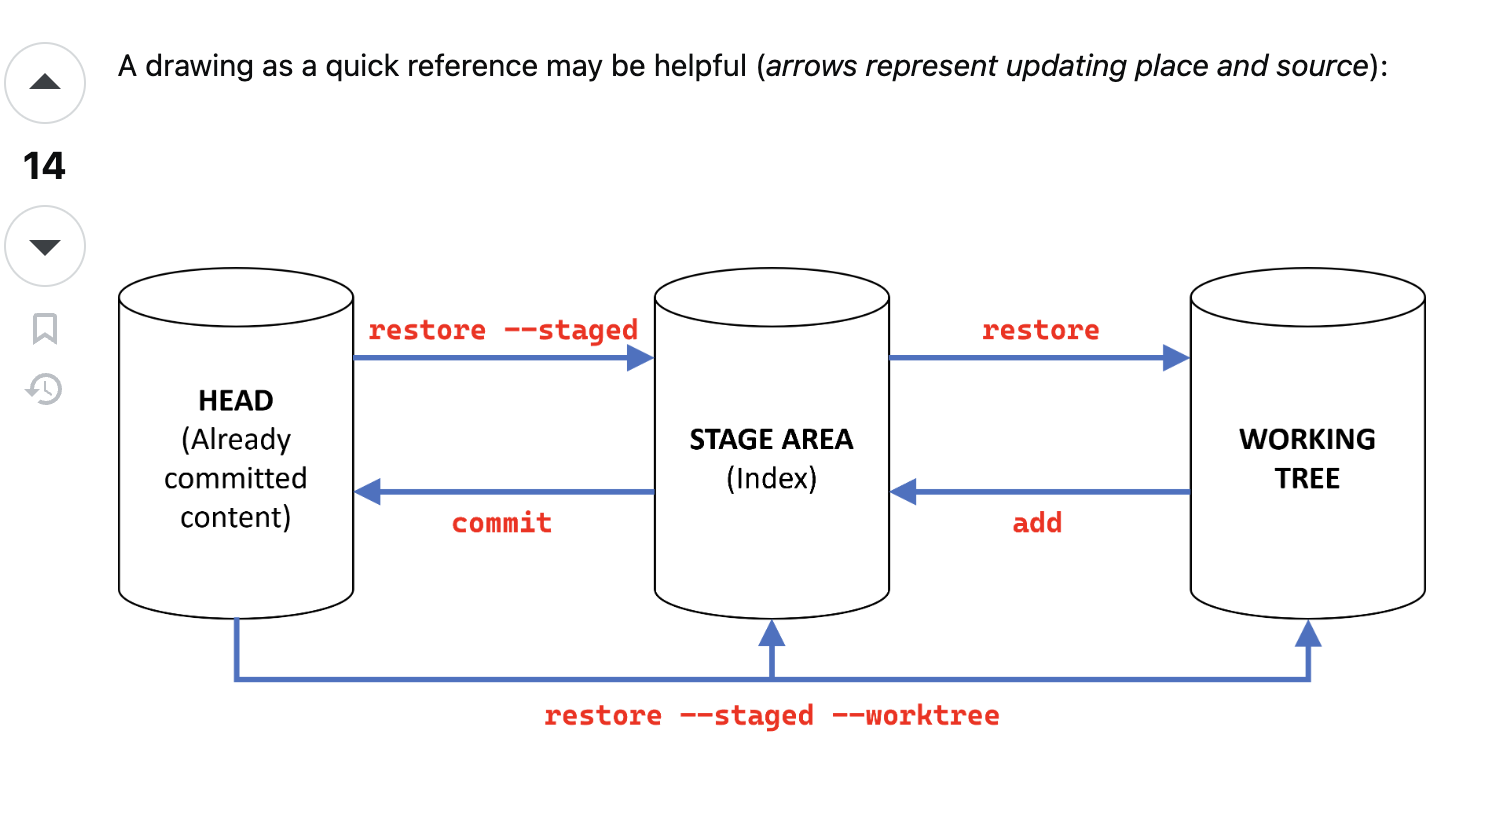 A drawing as a quick reference may be helpful (arrows represent updating place and source):
14
restore --staged
restore
HEAD
(Already
committed
content)
STAGE AREA
(Index)
WORKING
TREE
commit
add
restore --staged --worktree